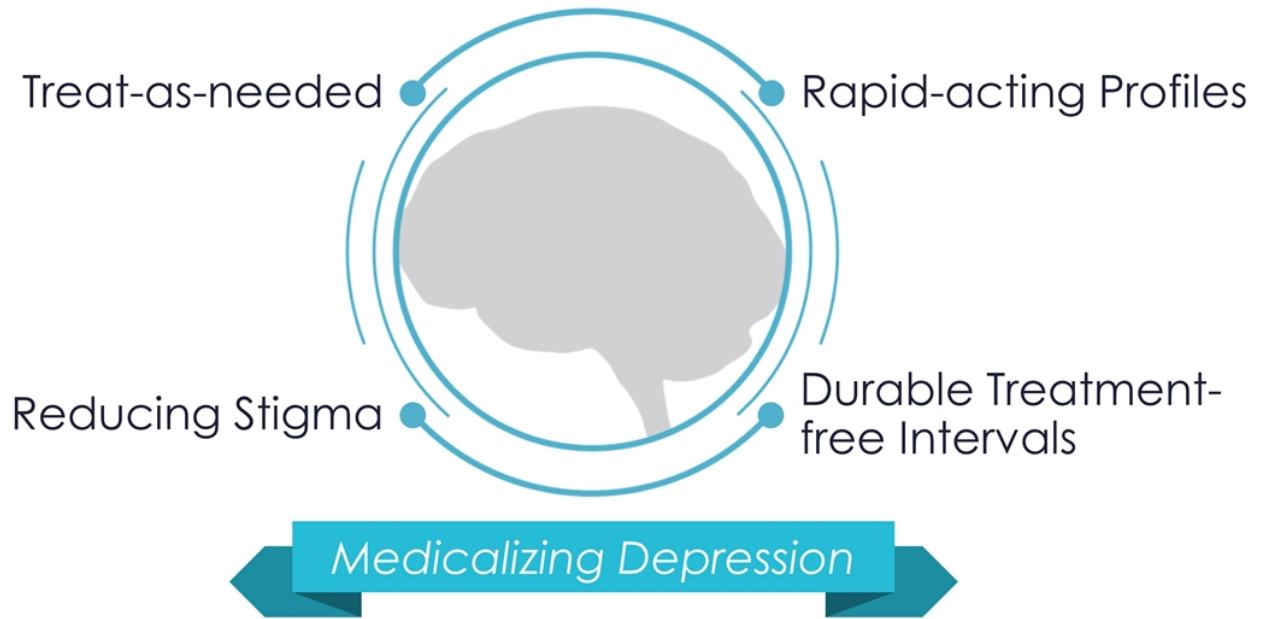 Treat-as-needed
Rapid-acting Profiles
Reducing Stigma
Durable Treatment-
free Intervals
Medicalizing Depression